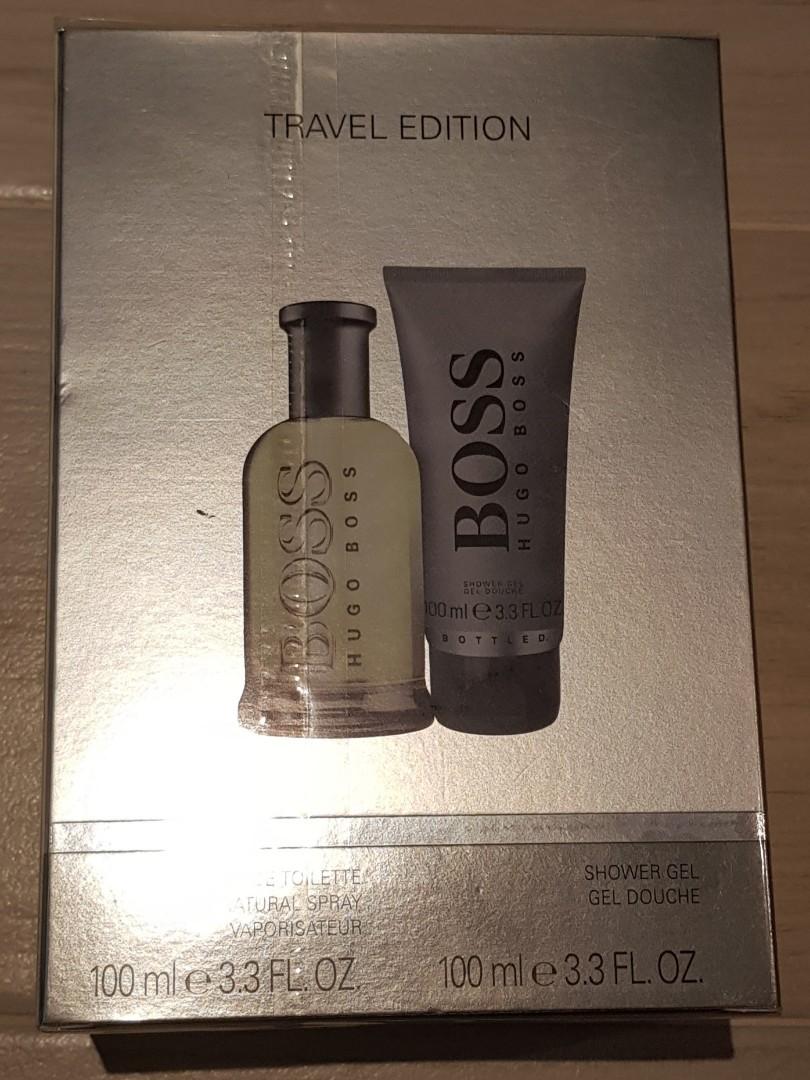 TRAVEL EDITION
BOSS
HUGO BOSS
BOSS
HUGO BOSS
SHOWER GEL
GEL DOUCHE
100 ml e 3.3 FL.OZ
BOTTLED.
TOILETTE
SPRAY
VAPORISATEUR
100 ml e 3.3 FL. OZ.
SHOWER GEL
GEL DOUCHE
100 ml e 3.3 FL. OZ.